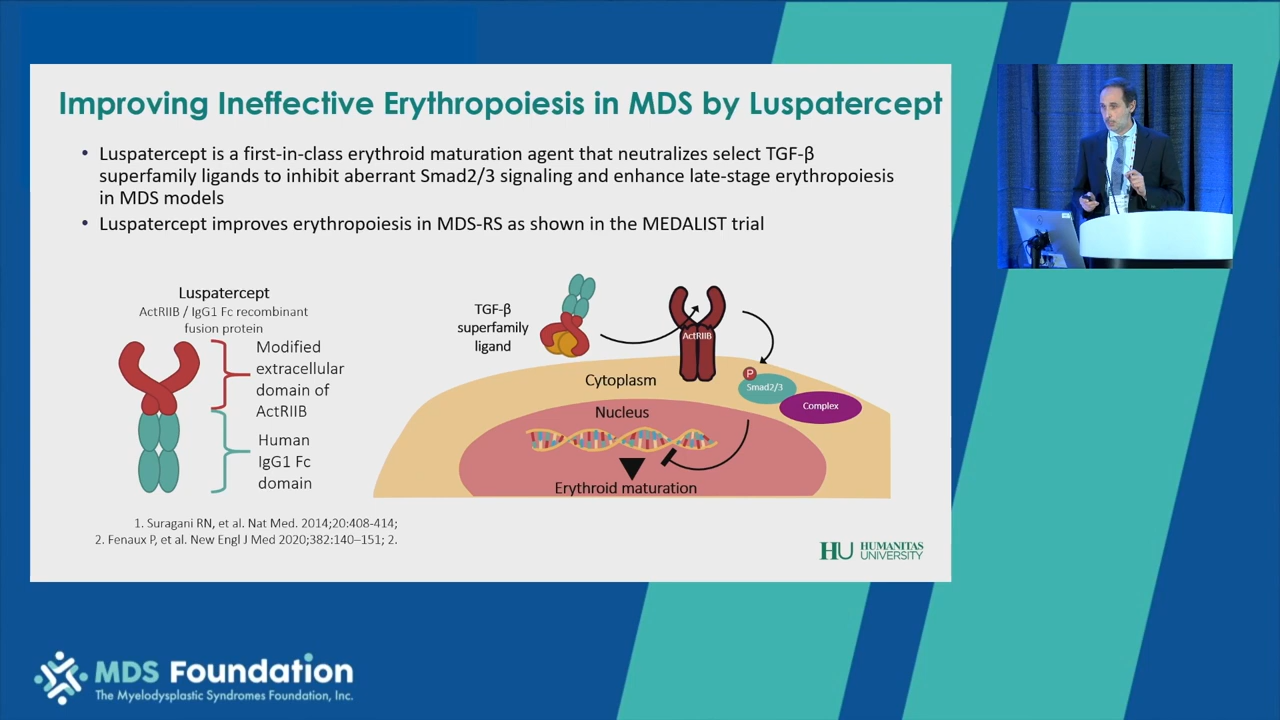 Improving Ineffective Erythropoiesis in MDS by Luspatercept
• Luspatercept is a first-in-class erythroid maturation agent that neutralizes select TGF-β
superfamily ligands to inhibit aberrant Smad2/3 signaling and enhance late-stage erythropoiesis
in MDS models
• Luspatercept improves erythropoiesis in MDS-RS as shown in the MEDALIST trial
Luspatercept
ActRIIB / IgG1 Fc recombinant
fusion protein
Modified
extracellular
domain of
ActRIIB
Human
IgG1 Fc
domain
TGF-β
superfamily
ligand
ActRIIB
Cytoplasm
P
Smad2/3
Complex
Nucleus
Erythroid maturation
1. Suragani RN, et al. Nat Med. 2014;20:408-414;
2. Fenaux P, et al. New Engl J Med 2020;382:140–151; 2.
HU HUMANITAS
UNIVERSITY
MDS Foundation
The Myelodysplastic Syndromes Foundation, Inc.